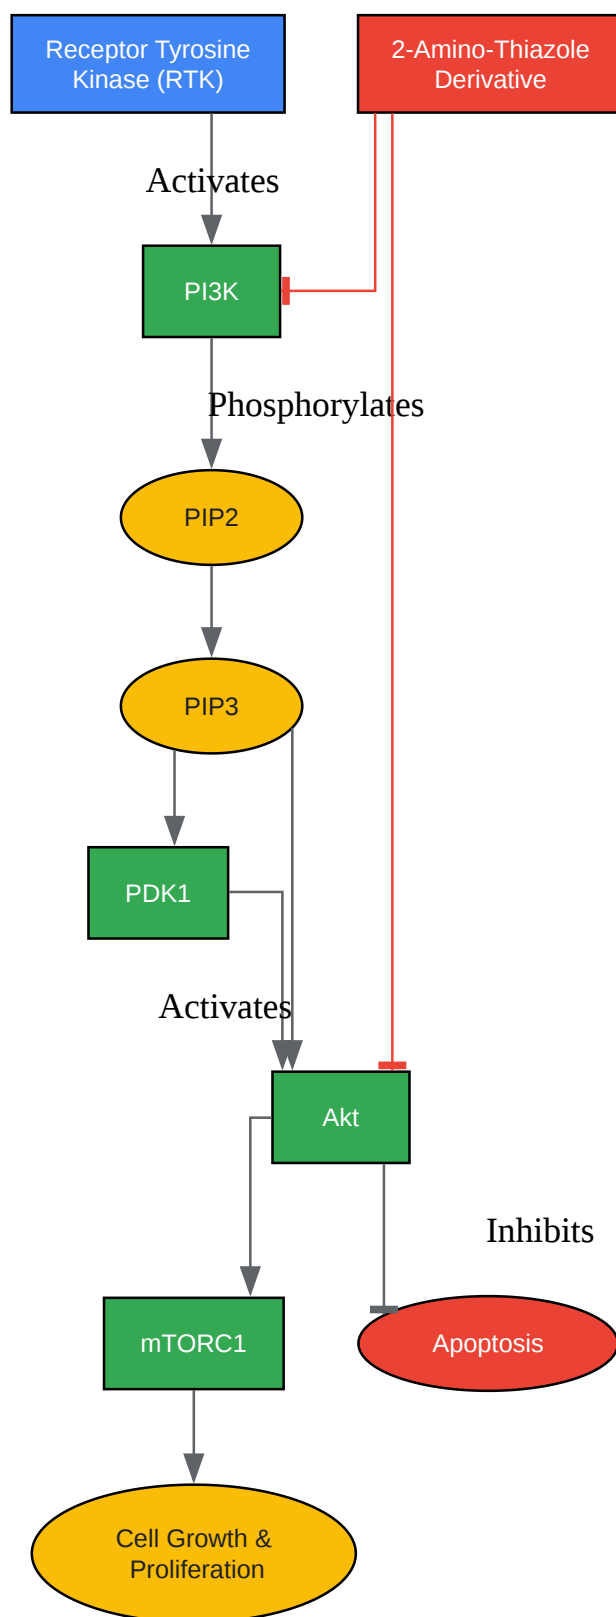 Receptor Tyrosine
Kinase (RTK)
2-Amino-Thiazole
Derivative
Activates
PI3K
Phosphorylates
PIP2
PIP3
PDK1
Activates
Akt
Inhibits
mTORC1
Apoptosis
Cell Growth &
Proliferation